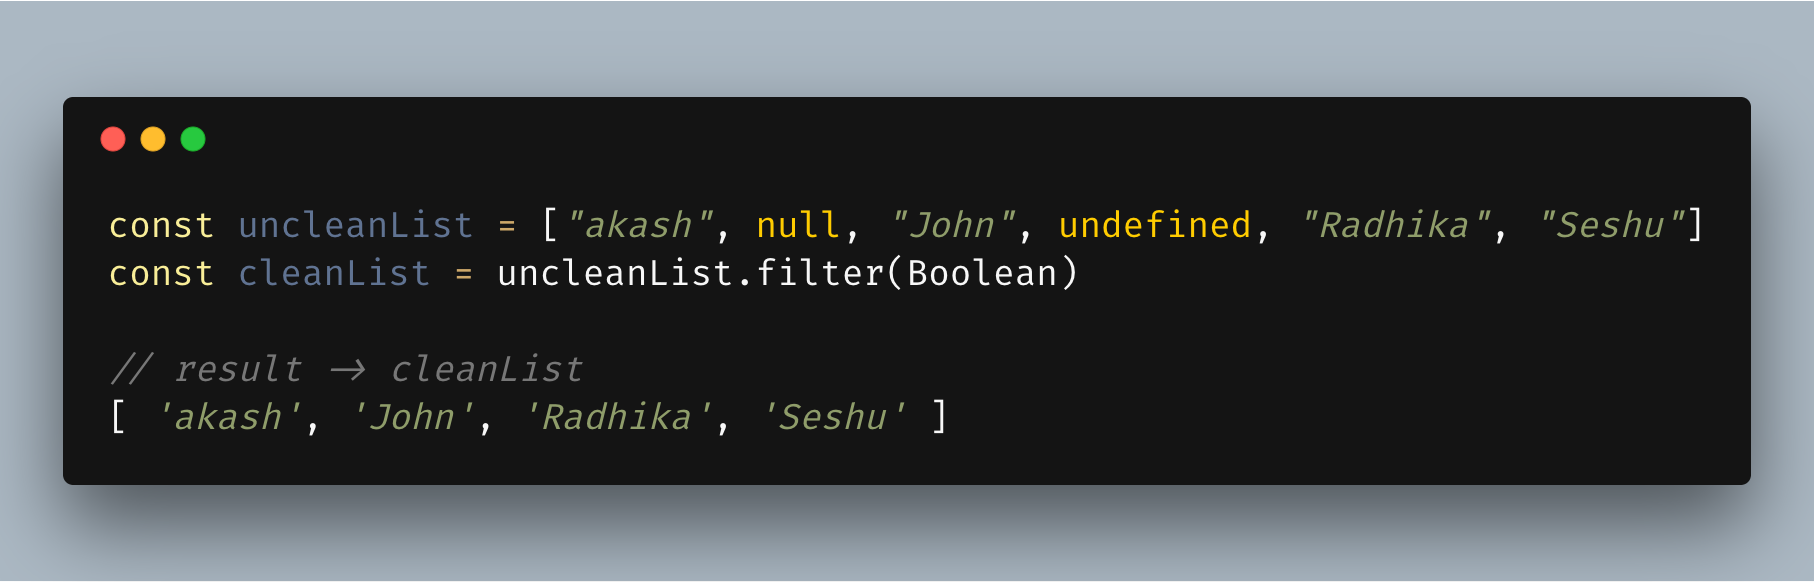 const uncleanList = ["akash", null, "John", undefined, "Radhika", "Seshu"]
const cleanList = uncleanList.filter(Boolean)
// result -> cleanList
[ 'akash', 'John', 'Radhika', 'Seshu' ]